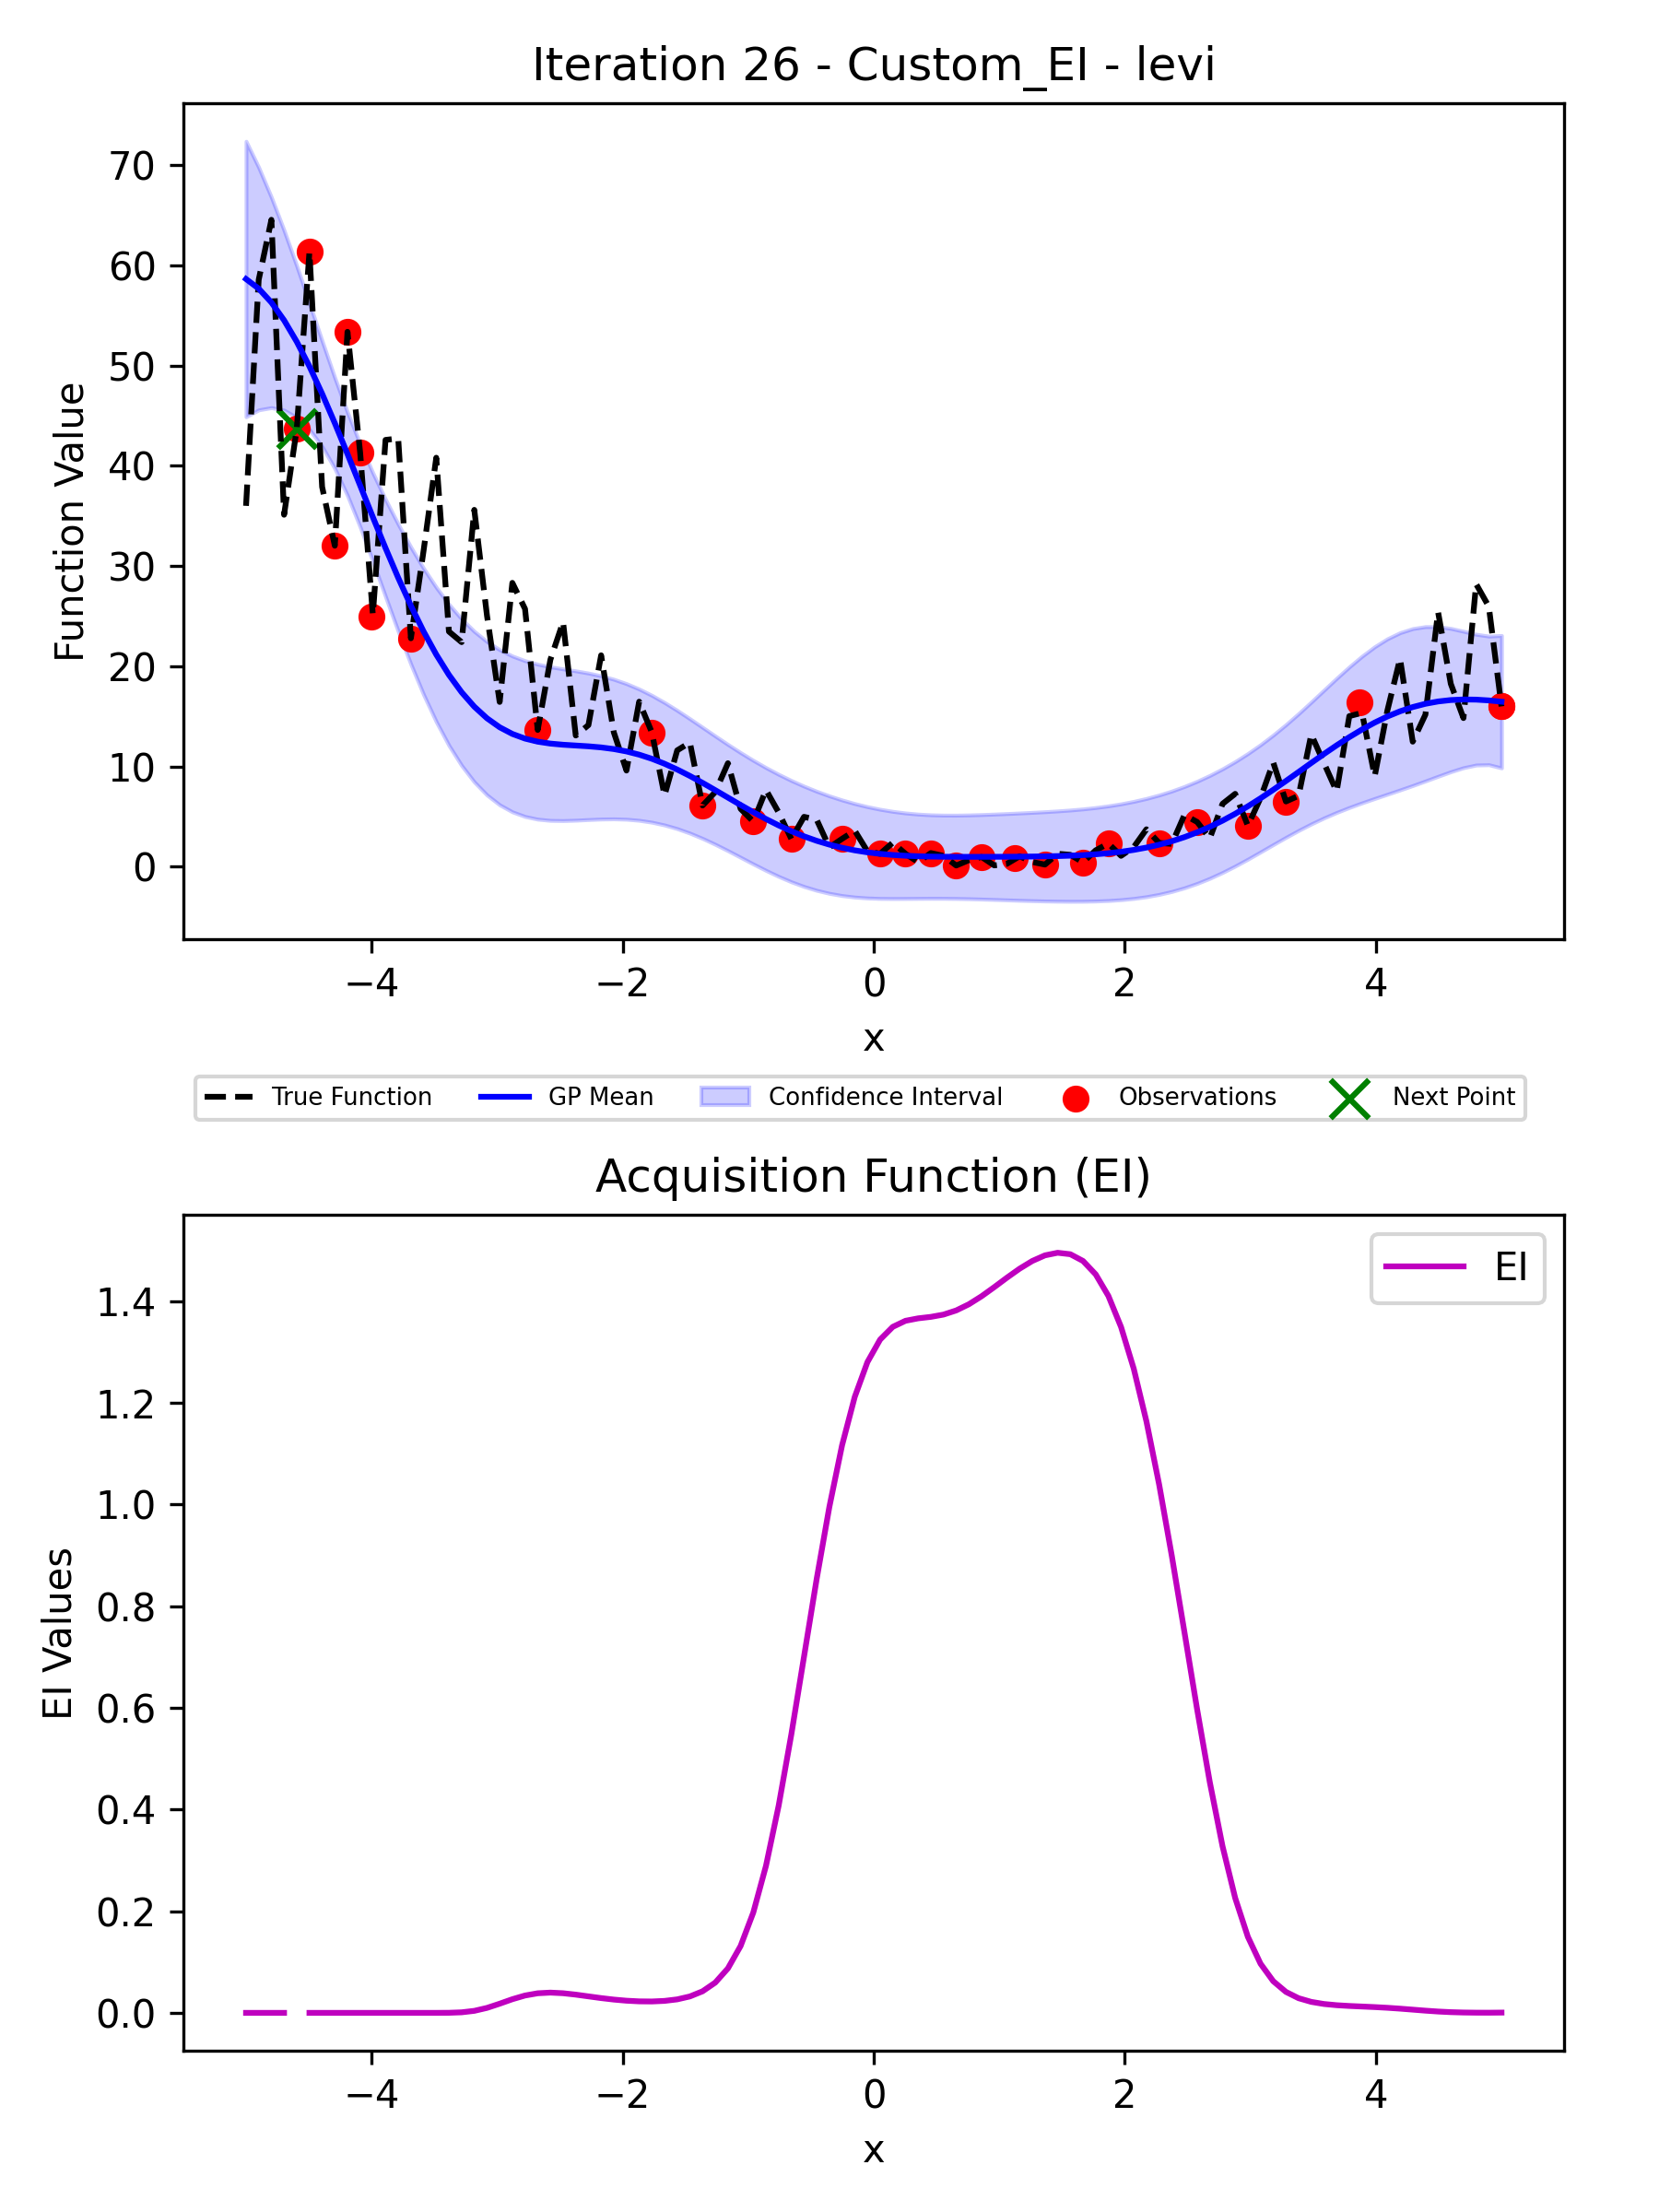 Iteration 26 - Custom_EI - levi
Function Value
70
60
50
40
30
20
10
0
−4 −2 0 2 4
x
True Function GP Mean Confidence Interval Observations Next Point
Acquisition Function (EI)
EI
EI Values
1.4
1.2
1.0
0.8
0.6
0.4
0.2
0.0
−4 −2 0 2 4
x